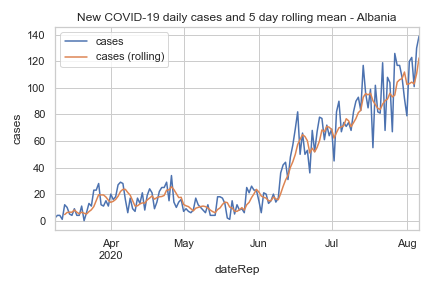 New COVID-19 daily cases and 5 day rolling mean - Albania
cases
cases (rolling)
140
120
100
80
60
40
20
0
cases
Apr
2020
May
Jun
Jul
Aug
dateRep